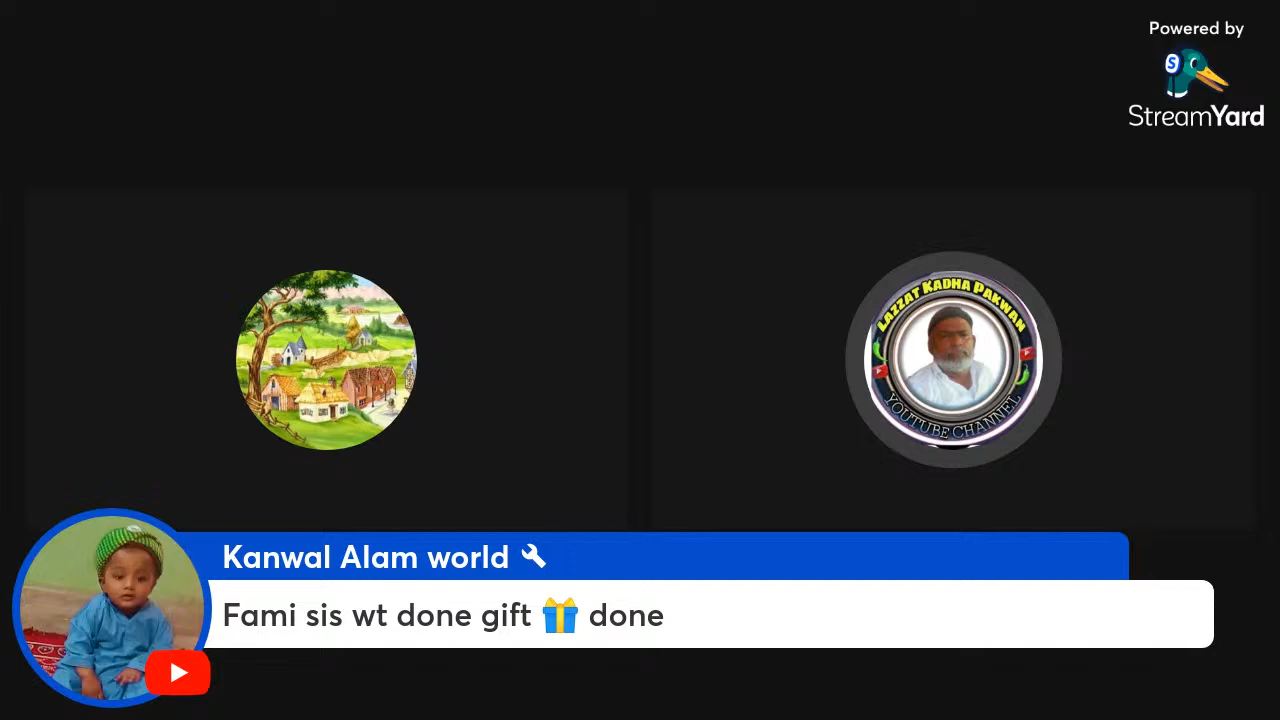 Powered by
S
StreamYard
LAZZAT KADHA PAKWAN
YOUTUBE CHANNEL
Kanwal Alam world
Fami sis wt done gift 🎁 done